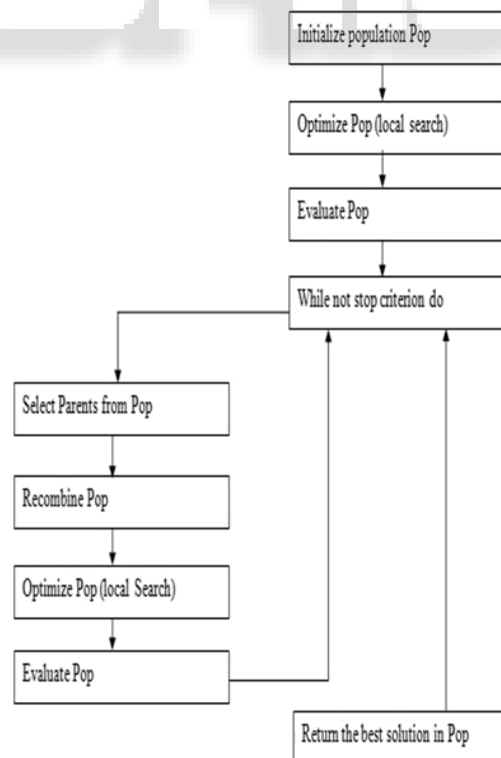 Initialize population Pop
Optimize Pop (local search)
Evaluate Pop
While not stop criterion do
Select Parents from Pop
Recombine Pop
Optimize Pop (local Search)
Evaluate Pop
Return the best solution in Pop